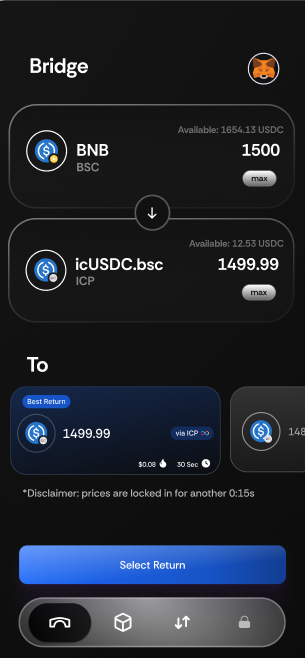 Bridge
Available: 1654.13 USDC
BNB
1500
BSC
max
Available: 12.53 USDC
icUSDC.bsc
1499.99
ICP
max
To
Best Return
1499.99
via ICP
$0.08
30 Sec
148
*Disclaimer: prices are locked in for another 0:15s
Select Return